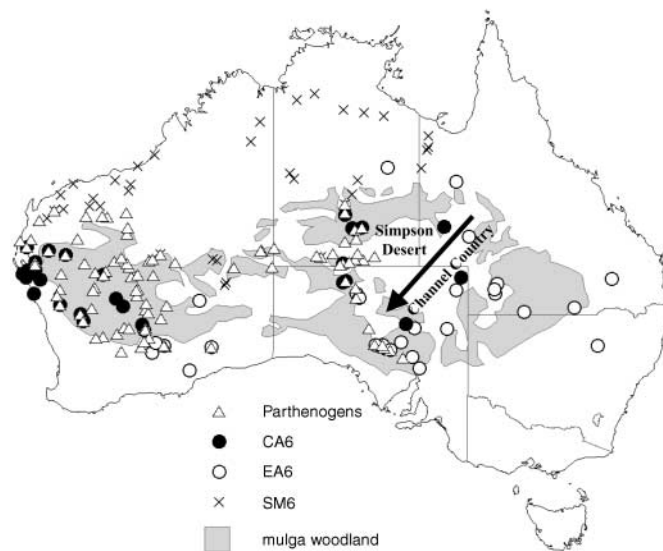 Simpson
Desert
Channel Country
Parthenogens
CA6
EA6
SM6
mulga woodland